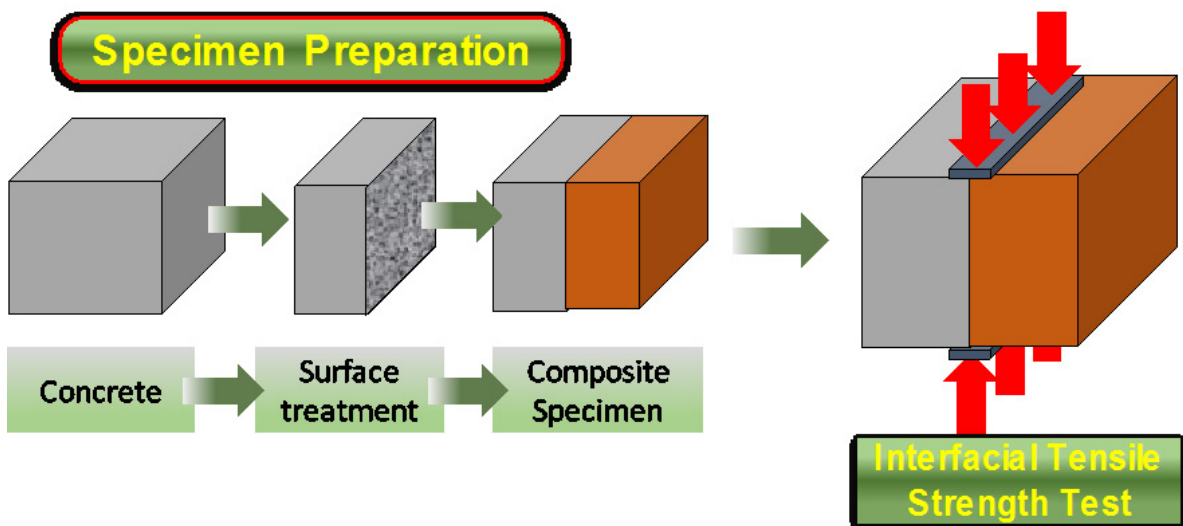 Specimen Preparation
Concrete
Surface
treatment
Composite
Specimen
Interfacial Tensile
Strength Test